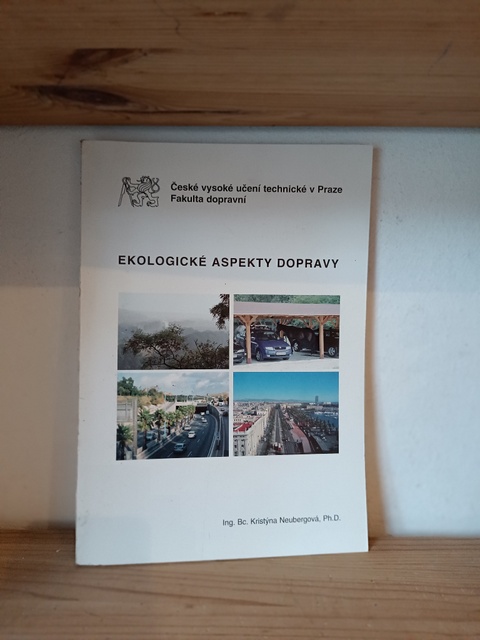 České vysoké učení technické v Praze
Fakulta dopravní
EKOLOGICKÉ ASPEKTY DOPRAVY
Ing. Bc. Kristýna Neubergová, Ph.D.